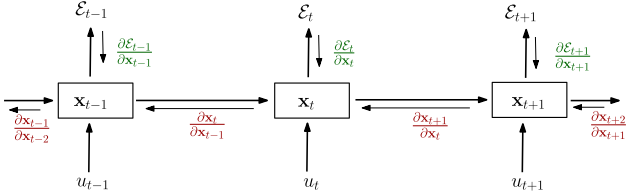 ℰ_{t−1} ℰ_t ℰ_{t+1}
∂ℰ_{t−1}/∂𝐱_{t−1} ∂ℰ_t/∂𝐱_t ∂ℰ_{t+1}/∂𝐱_{t+1}
𝐱_{t−1} 𝐱_t 𝐱_{t+1}
∂𝐱_{t−1}/∂𝐱_{t−2} ∂𝐱_t/∂𝐱_{t−1} ∂𝐱_{t+1}/∂𝐱_t ∂𝐱_{t+2}/∂𝐱_{t+1}
u_{t−1} u_t u_{t+1}